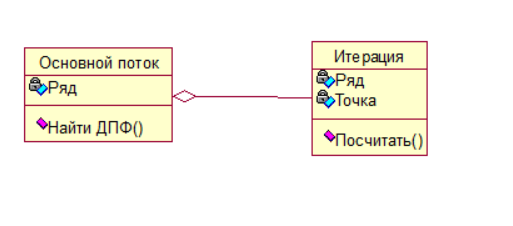 Основной поток
Ряд
Найти ДПФ()
Итерация
Ряд
Точка
Посчитать()